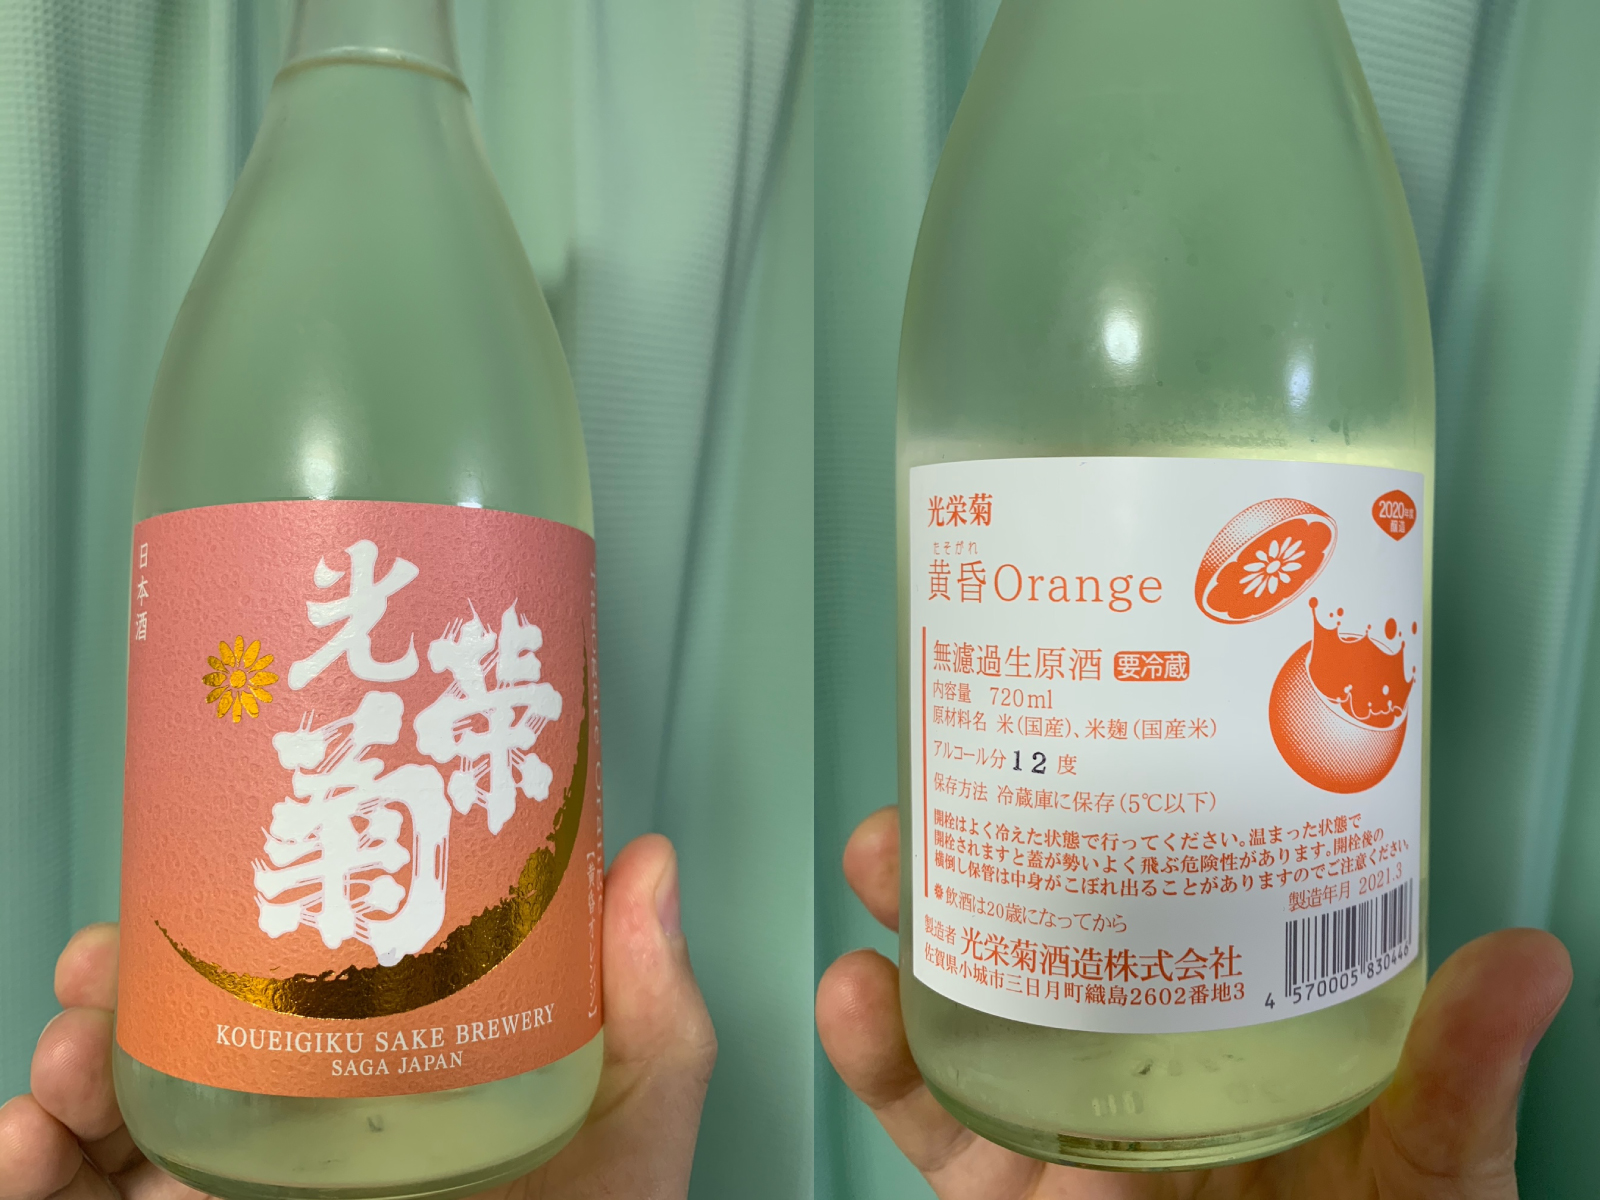 日本酒
光栄菊
KOUEIGIKU SAKE BREWERY
SAGA JAPAN
光栄菊
たそがれ
黄昏Orange
2020年度
醸造
無濾過生原酒 要冷蔵
内容量 720ml
原材料名 米(国産)、米麹(国産米)
アルコール分 12 度
保存方法 冷蔵庫に保存(5℃以下)
開栓はよく冷えた状態で行ってください。温まった状態で
開栓されますと蓋が勢いよく飛ぶ危険性があります。開栓後の
横倒し保管は中身がこぼれ出ることがありますのでご注意ください。
飲酒は20歳になってから
製造年月 2021.3
製造者 光栄菊酒造株式会社
佐賀県小城市三日月町織島2602番地3
4 570005 830446